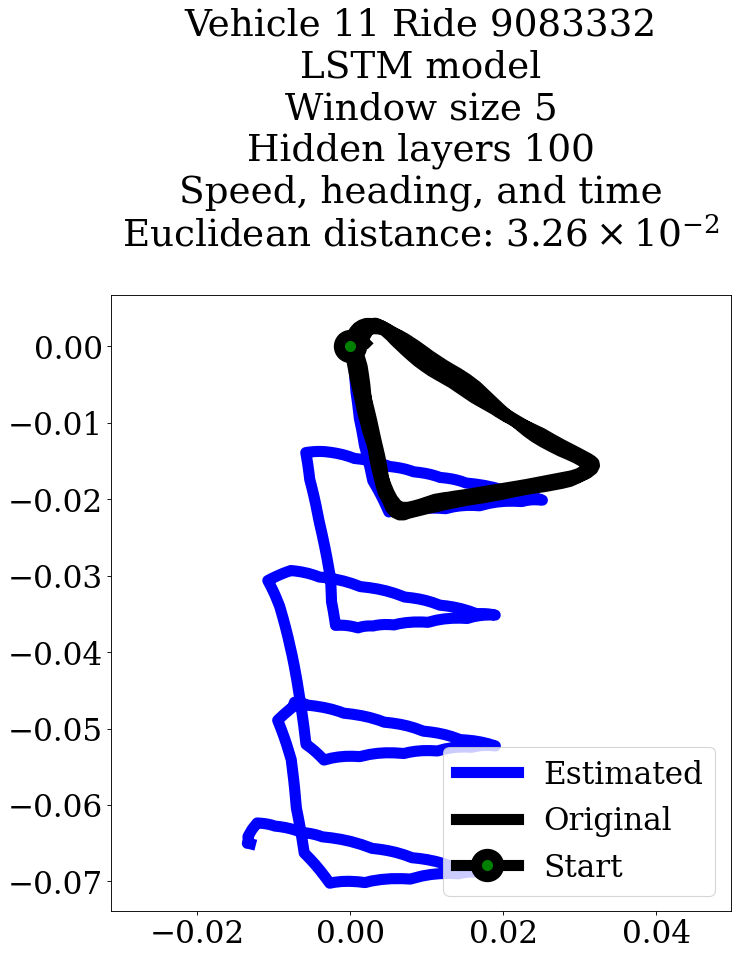 Vehicle 11 Ride 9083332
LSTM model
Window size 5
Hidden layers 100
Speed, heading, and time
Euclidean distance: 3.26 × 10⁻²
0.00
−0.01
−0.02
−0.03
−0.04
−0.05
−0.06
−0.07
Estimated
Original
Start
−0.02 0.00 0.02 0.04